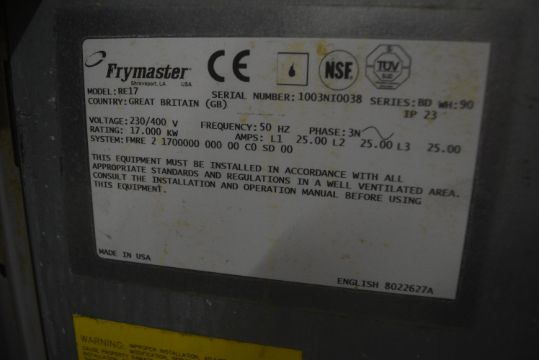 Frymaster
Shreveport, LA USA
CE
NSF.
TÜV
MODEL:RE17
SERIAL NUMBER:1003NI0038 SERIES:BD WH:90
COUNTRY:GREAT BRITAIN (GB)
IP 23
VOLTAGE:230/400 V FREQUENCY:50 HZ PHASE:3N~
RATING: 17.000 KW AMPS: L1 25.00 L2 25.00 L3 25.00
SYSTEM:FMRE 2 1700000 000 00 C0 SD 00
THIS EQUIPMENT MUST BE INSTALLED IN ACCORDANCE WITH ALL
APPROPRIATE STANDARDS AND REGULATIONS IN A WELL VENTILATED AREA.
CONSULT THE INSTALLATION AND OPERATION MANUAL BEFORE USING
THIS EQUIPMENT.
MADE IN USA
ENGLISH 8022627A
WARNING: IMPROPER INSTALLATION,